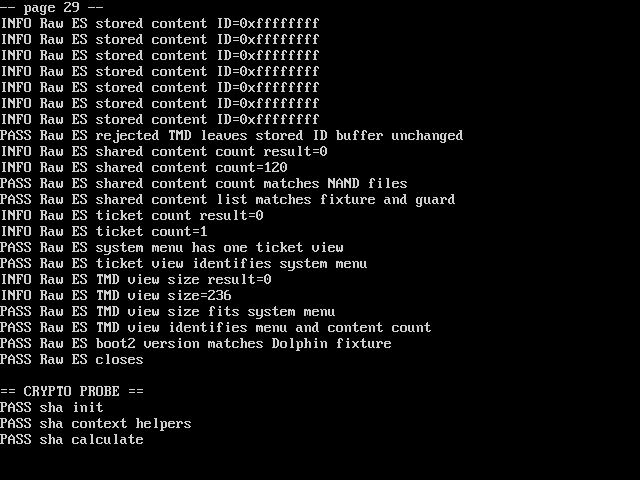 -- page 29 --
INFO Raw ES stored content ID=0xffffffff
INFO Raw ES stored content ID=0xffffffff
INFO Raw ES stored content ID=0xffffffff
INFO Raw ES stored content ID=0xffffffff
INFO Raw ES stored content ID=0xffffffff
INFO Raw ES stored content ID=0xffffffff
INFO Raw ES stored content ID=0xffffffff
PASS Raw ES rejected TMD leaves stored ID buffer unchanged
INFO Raw ES shared content count result=0
INFO Raw ES shared content count=120
PASS Raw ES shared content count matches NAND files
PASS Raw ES shared content list matches fixture and guard
INFO Raw ES ticket count result=0
INFO Raw ES ticket count=1
PASS Raw ES system menu has one ticket view
PASS Raw ES ticket view identifies system menu
INFO Raw ES TMD view size result=0
INFO Raw ES TMD view size=236
PASS Raw ES TMD view size fits system menu
PASS Raw ES TMD view identifies menu and content count
PASS Raw ES boot2 version matches Dolphin fixture
PASS Raw ES closes
== CRYPTO PROBE ==
PASS sha init
PASS sha context helpers
PASS sha calculate